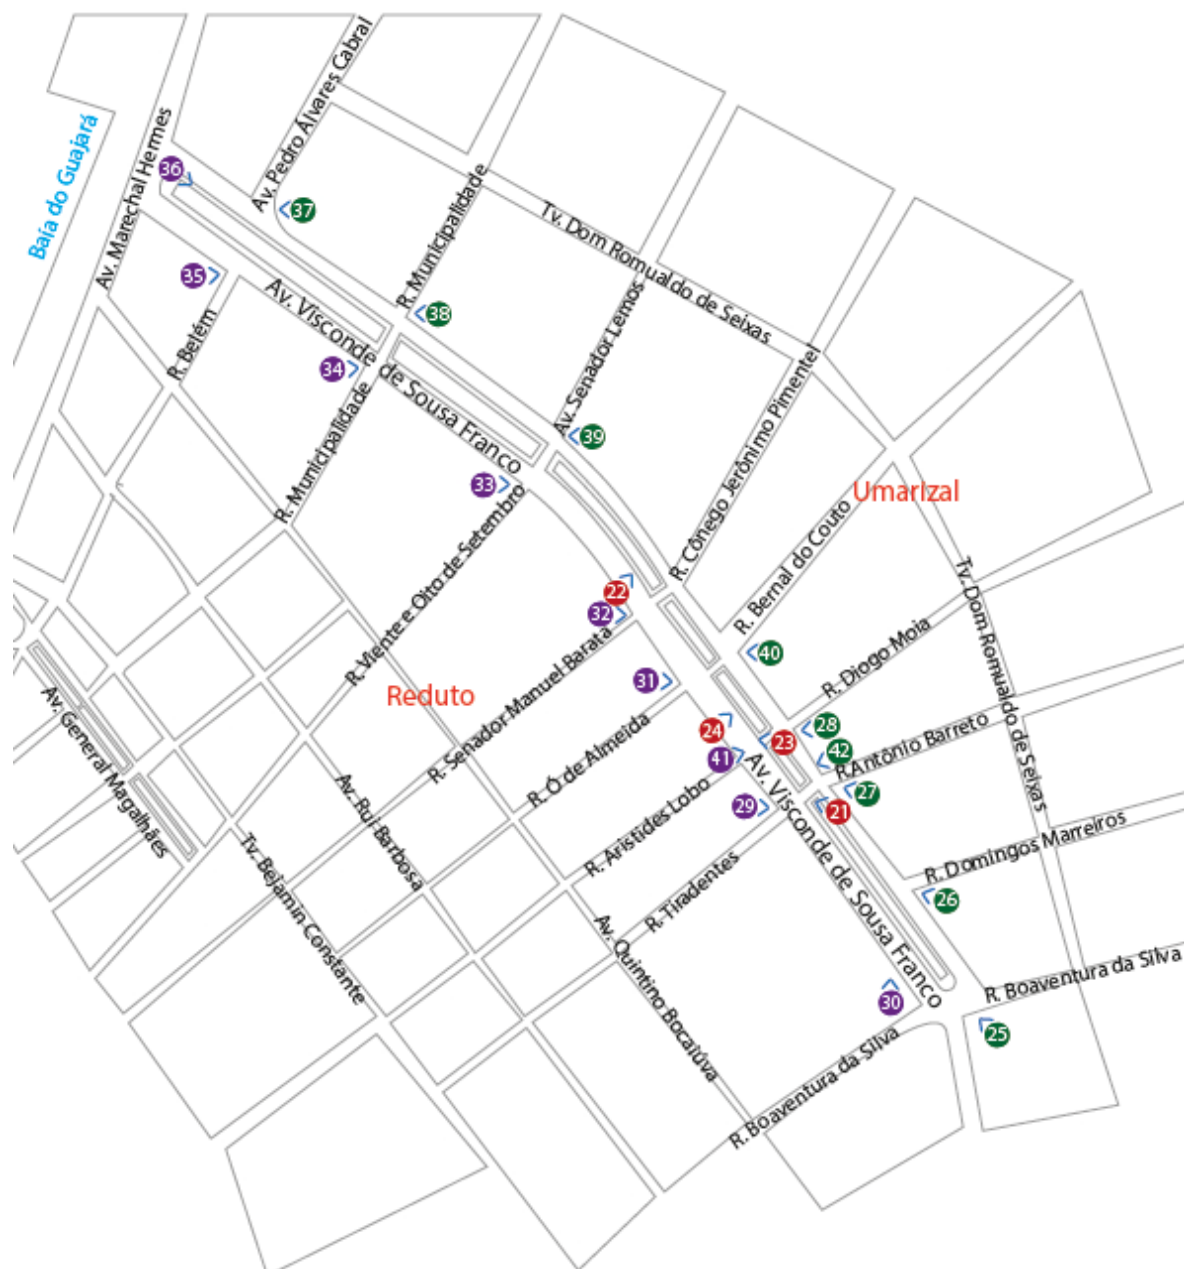 Av. Pedro Álvares Cabral
Baía do Guajará
Av. Marechal Hermes
36
37
R. Municipalidade
Tv. Dom Romualdo de Seixas
35
38
Av. Visconde de Sousa Franco
R. Belém
34
Av. Senador Lemos
R. Cônego Jerônimo Pimentel
R. Municipalidade
39
33
Umarizal
R. Viente e Oito de Setembro
R. Bernal do Couto
22
32
Tv. Dom Romualdo de Seixas
R. Senador Manuel Barata
40
R. Diogo Moia
31
Reduto
Av. General Magalhães
24
23
28
42
R. Antônio Barreto
41
R. Ó de Almeida
27
29
21
Av. Rui Barbosa
R. Aristides Lobo
Av. Visconde de Sousa Franco
R. Domingos Marreiros
Tv. Bejamin Constante
R. Tiradentes
26
Av. Quintino Bocaiúva
30
R. Boaventura da Silva
25
R. Boaventura da Silva